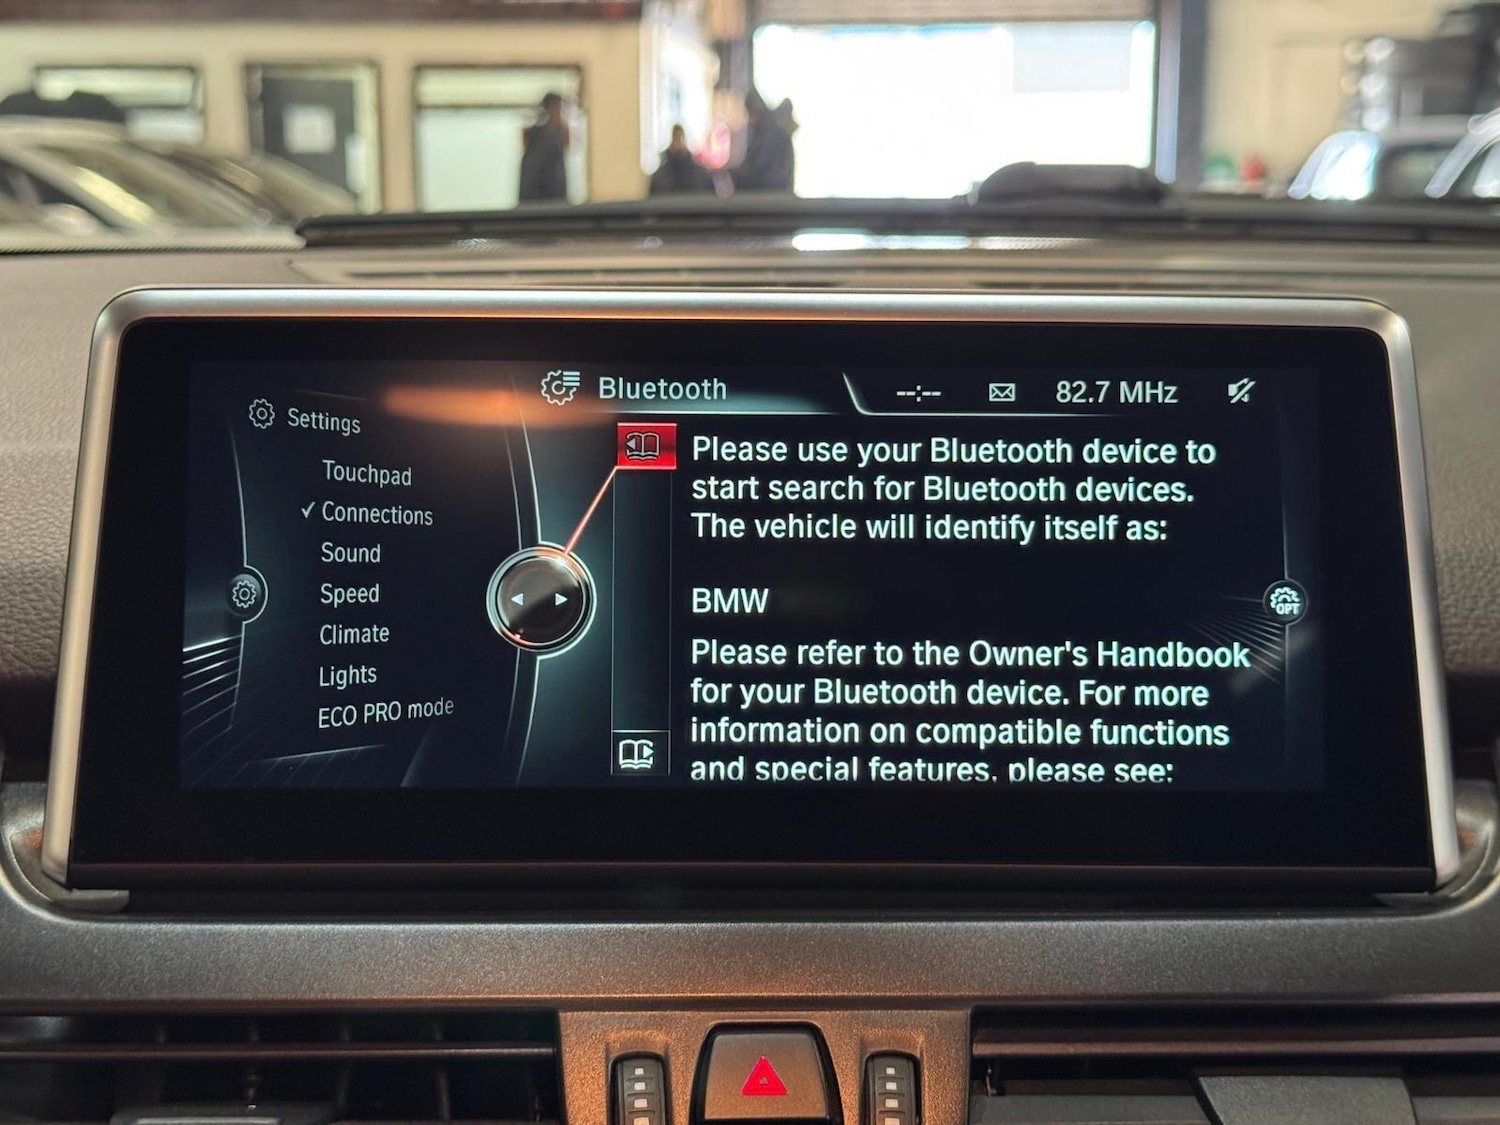 Bluetooth
--:--
82.7 MHz
Settings
Touchpad
✓ Connections
Sound
Speed
Climate
Lights
ECO PRO mode
Please use your Bluetooth device to
start search for Bluetooth devices.
The vehicle will identify itself as:
BMW
Please refer to the Owner's Handbook
for your Bluetooth device. For more
information on compatible functions
and special features, please see:
OPT